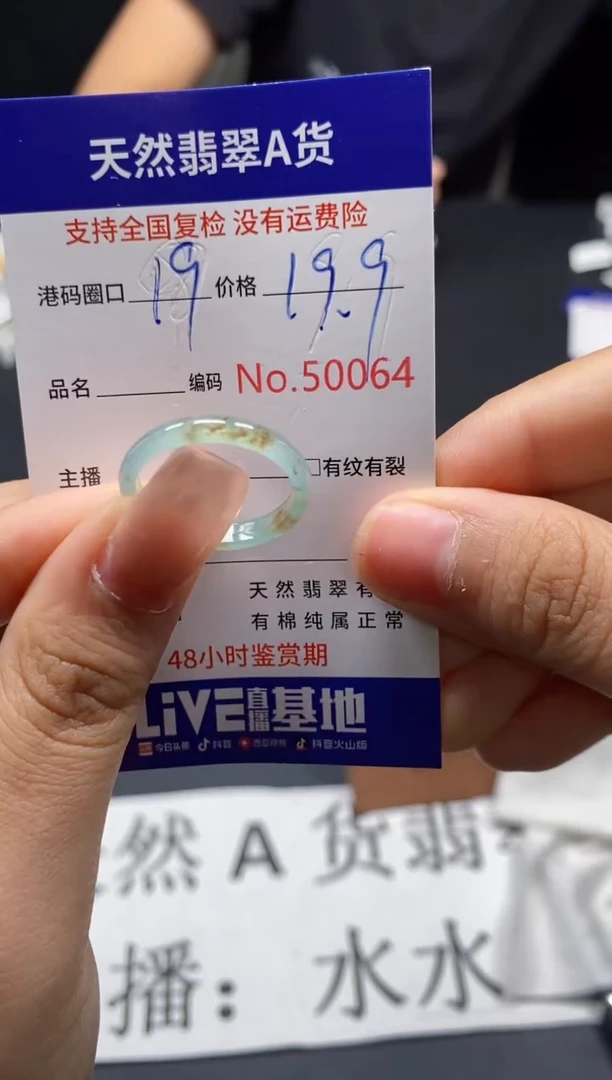 天然翡翠A货
支持全国复检 没有运费险
港码圈口 19 价格 19.9
品名 编码 No.50064
主播 □有纹有裂
天然翡翠有
有棉纯属正常
48小时鉴赏期
LiVE直播基地
今日头条 抖音 西瓜视频 抖音火山版
然 A 货翡
播：水水